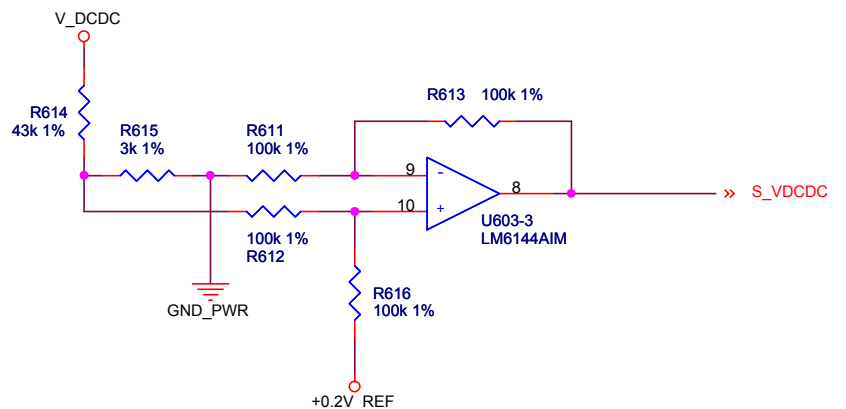 V_DCDC
R614
43k 1%
R615
3k 1%
R611
100k 1%
R613 100k 1%
9
-
10
+
8
S_VDCDC
U603-3
LM6144AIM
100k 1%
R612
GND_PWR
R616
100k 1%
+0.2V_REF